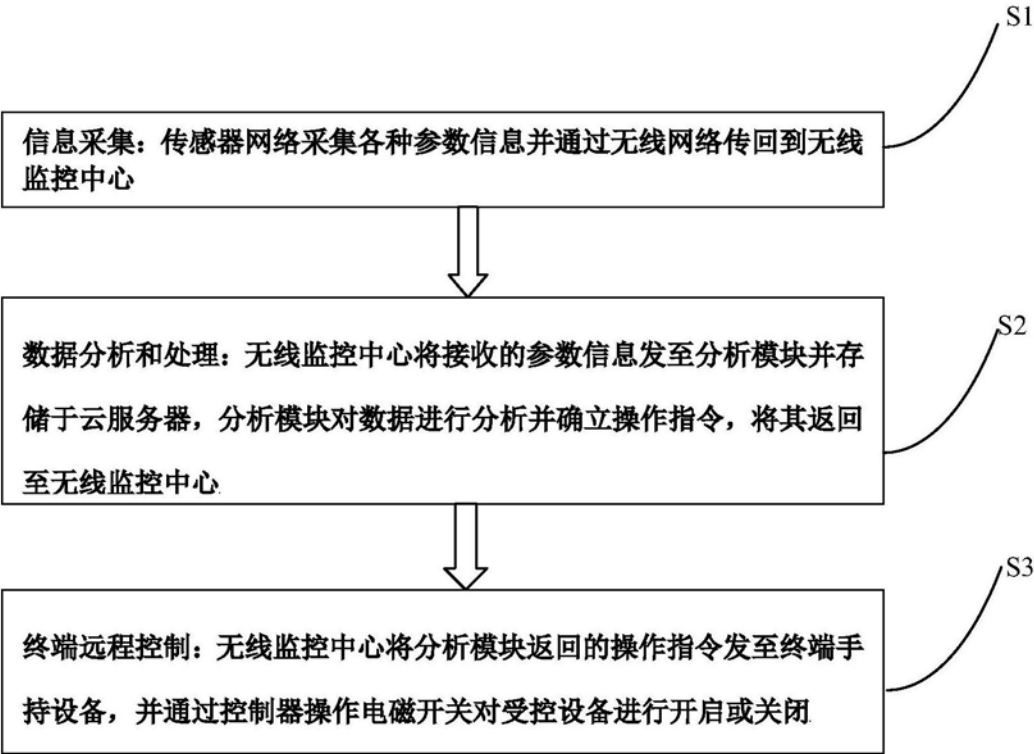 S1
信息采集：传感器网络采集各种参数信息并通过无线网络传回到无线
监控中心
S2
数据分析和处理：无线监控中心将接收的参数信息发至分析模块并存
储于云服务器，分析模块对数据进行分析并确立操作指令，将其返回
至无线监控中心
S3
终端远程控制：无线监控中心将分析模块返回的操作指令发至终端手
持设备，并通过控制器操作电磁开关对受控设备进行开启或关闭